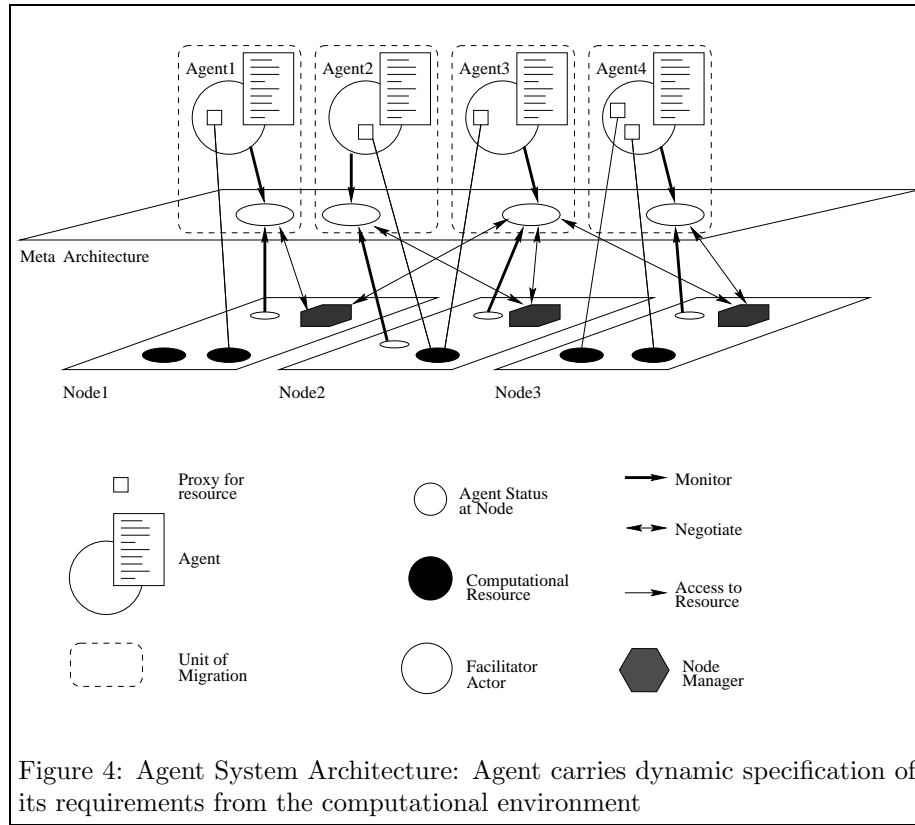 Agent1
Agent2
Agent3
Agent4
Meta Architecture
Node1
Node2
Node3
Proxy for
resource
Agent
Unit of
Migration
Agent Status
at Node
Computational
Resource
Facilitator
Actor
Monitor
Negotiate
Access to
Resource
Node
Manager
Figure 4: Agent System Architecture: Agent carries dynamic specification of
its requirements from the computational environment